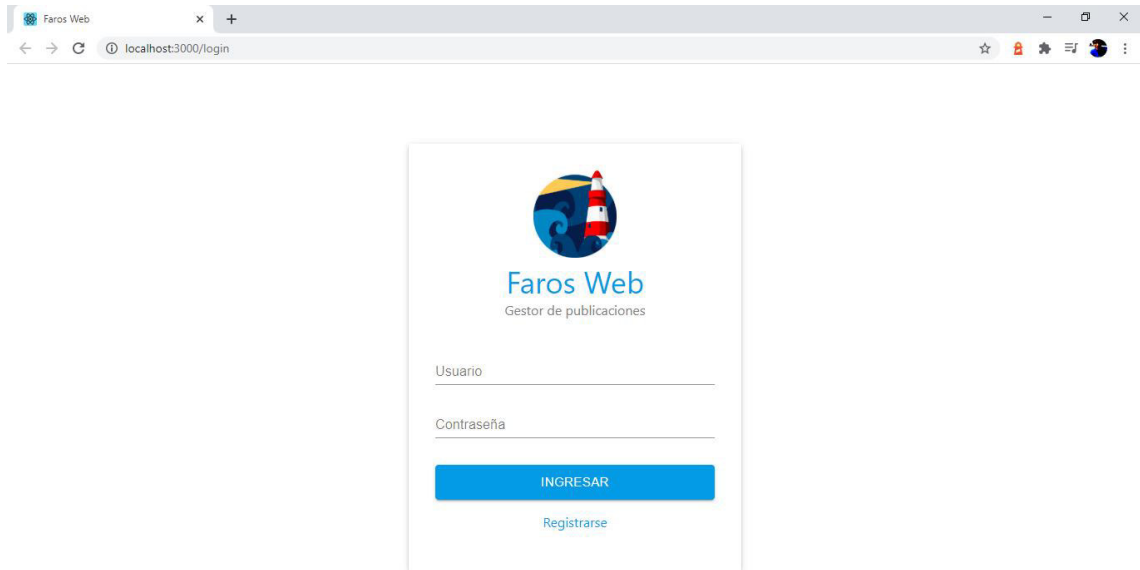 Faros Web
localhost:3000/login
Faros Web
Gestor de publicaciones
Usuario
Contraseña
INGRESAR
Registrarse